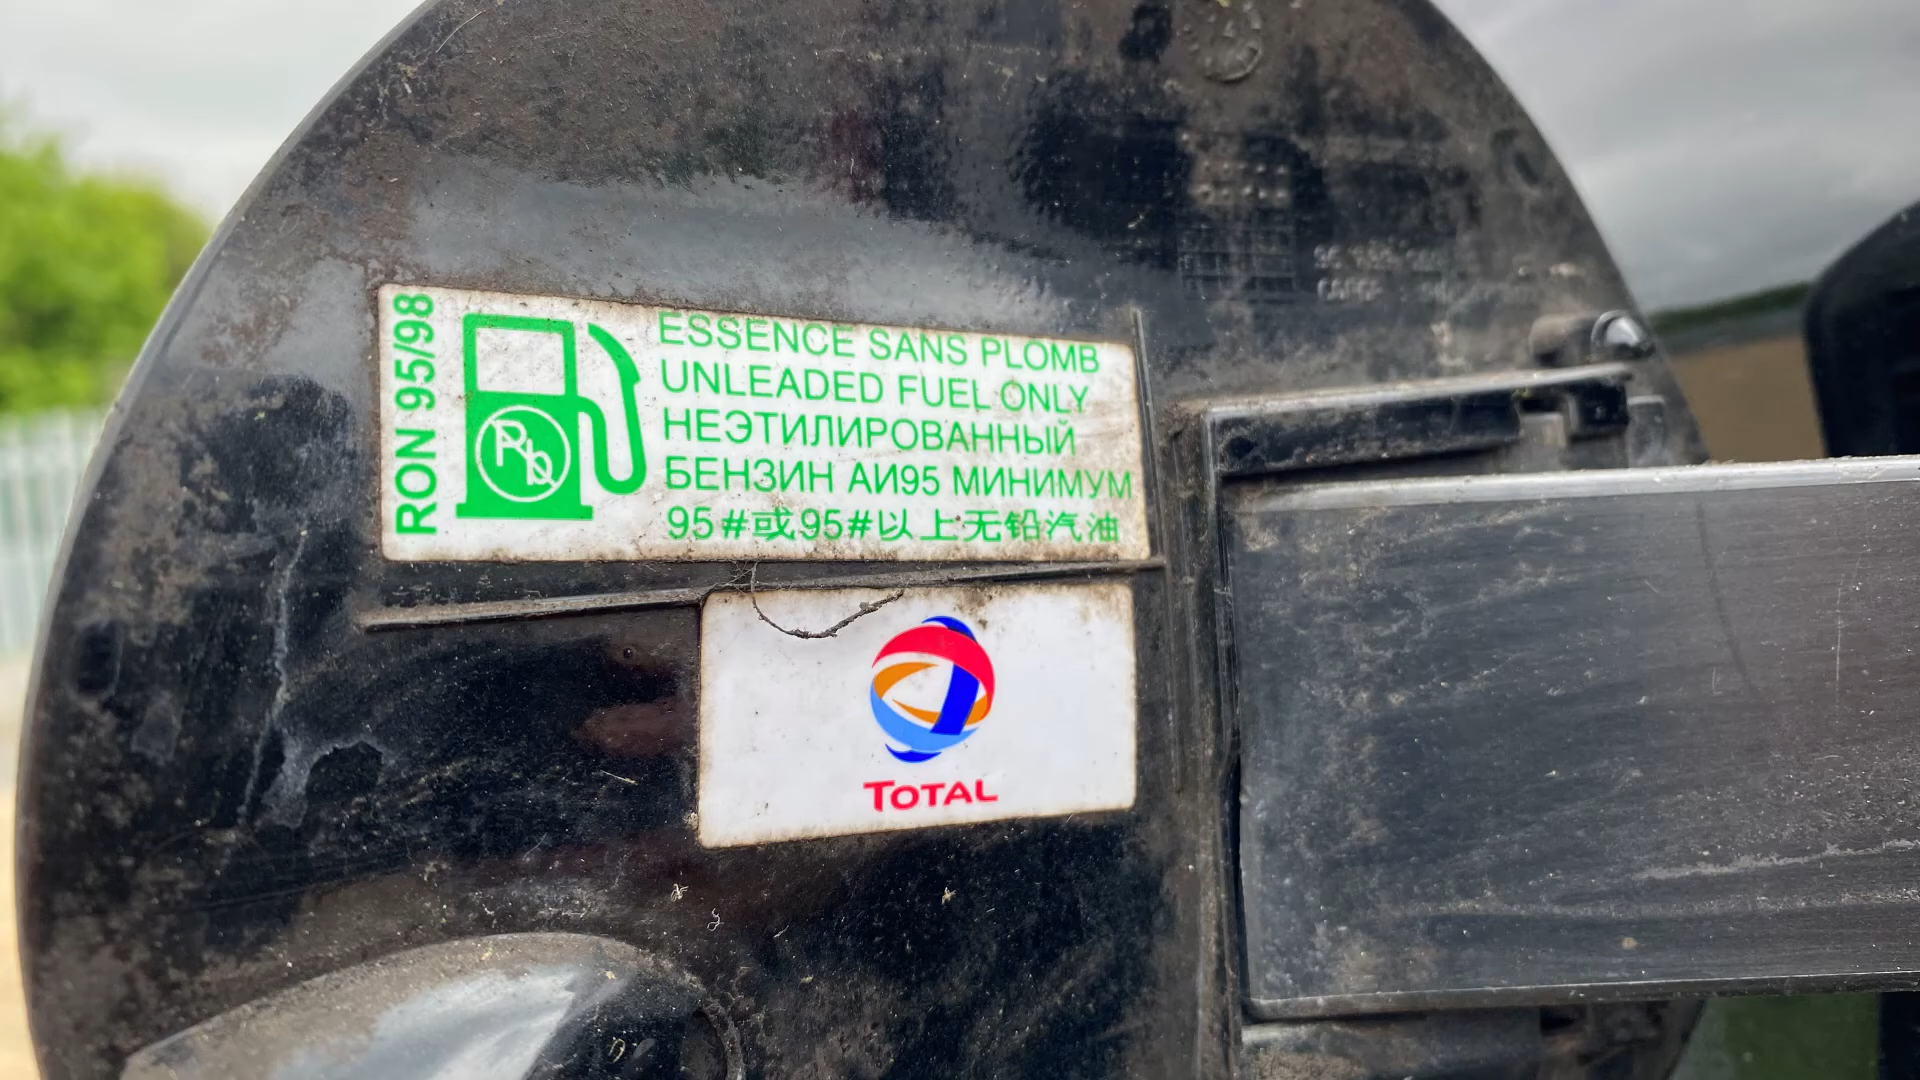 RON 95/98
Pb
ESSENCE SANS PLOMB
UNLEADED FUEL ONLY
НЕЭТИЛИРОВАННЫЙ
БЕНЗИН АИ95 МИНИМУМ
95#或95#以上无铅汽油
TOTAL